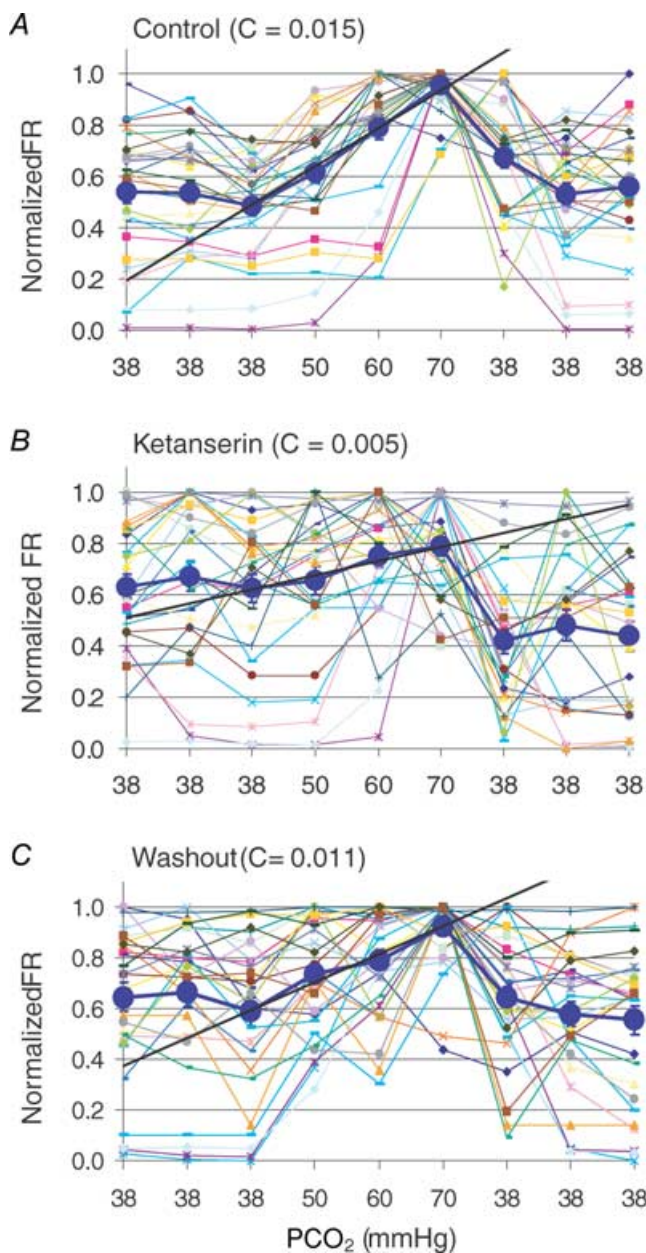 A Control (C = 0.015)
NormalizedFR
1.0
0.8
0.6
0.4
0.2
0.0
38 38 38 50 60 70 38 38 38
B Ketanserin (C = 0.005)
Normalized FR
1.0
0.8
0.6
0.4
0.2
0.0
38 38 38 50 60 70 38 38 38
C Washout(C= 0.011)
NormalizedFR
1.0
0.8
0.6
0.4
0.2
0.0
38 38 38 50 60 70 38 38 38
PCO₂ (mmHg)